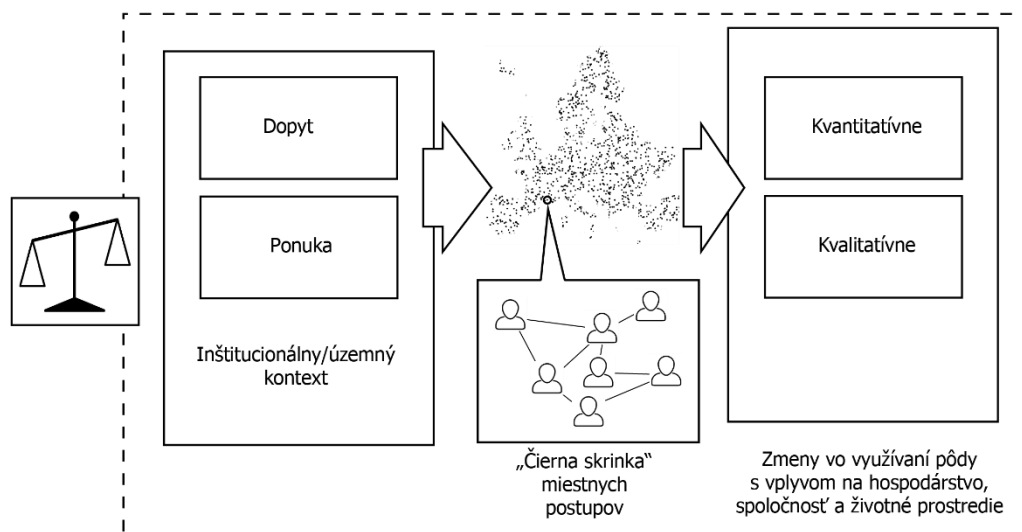 Dopyt
Ponuka
Inštitucionálny/územný
kontext
„Čierna skrinka“
miestnych
postupov
Kvantitatívne
Kvalitatívne
Zmeny vo využívaní pôdy
s vplyvom na hospodárstvo,
spoločnosť a životné prostredie